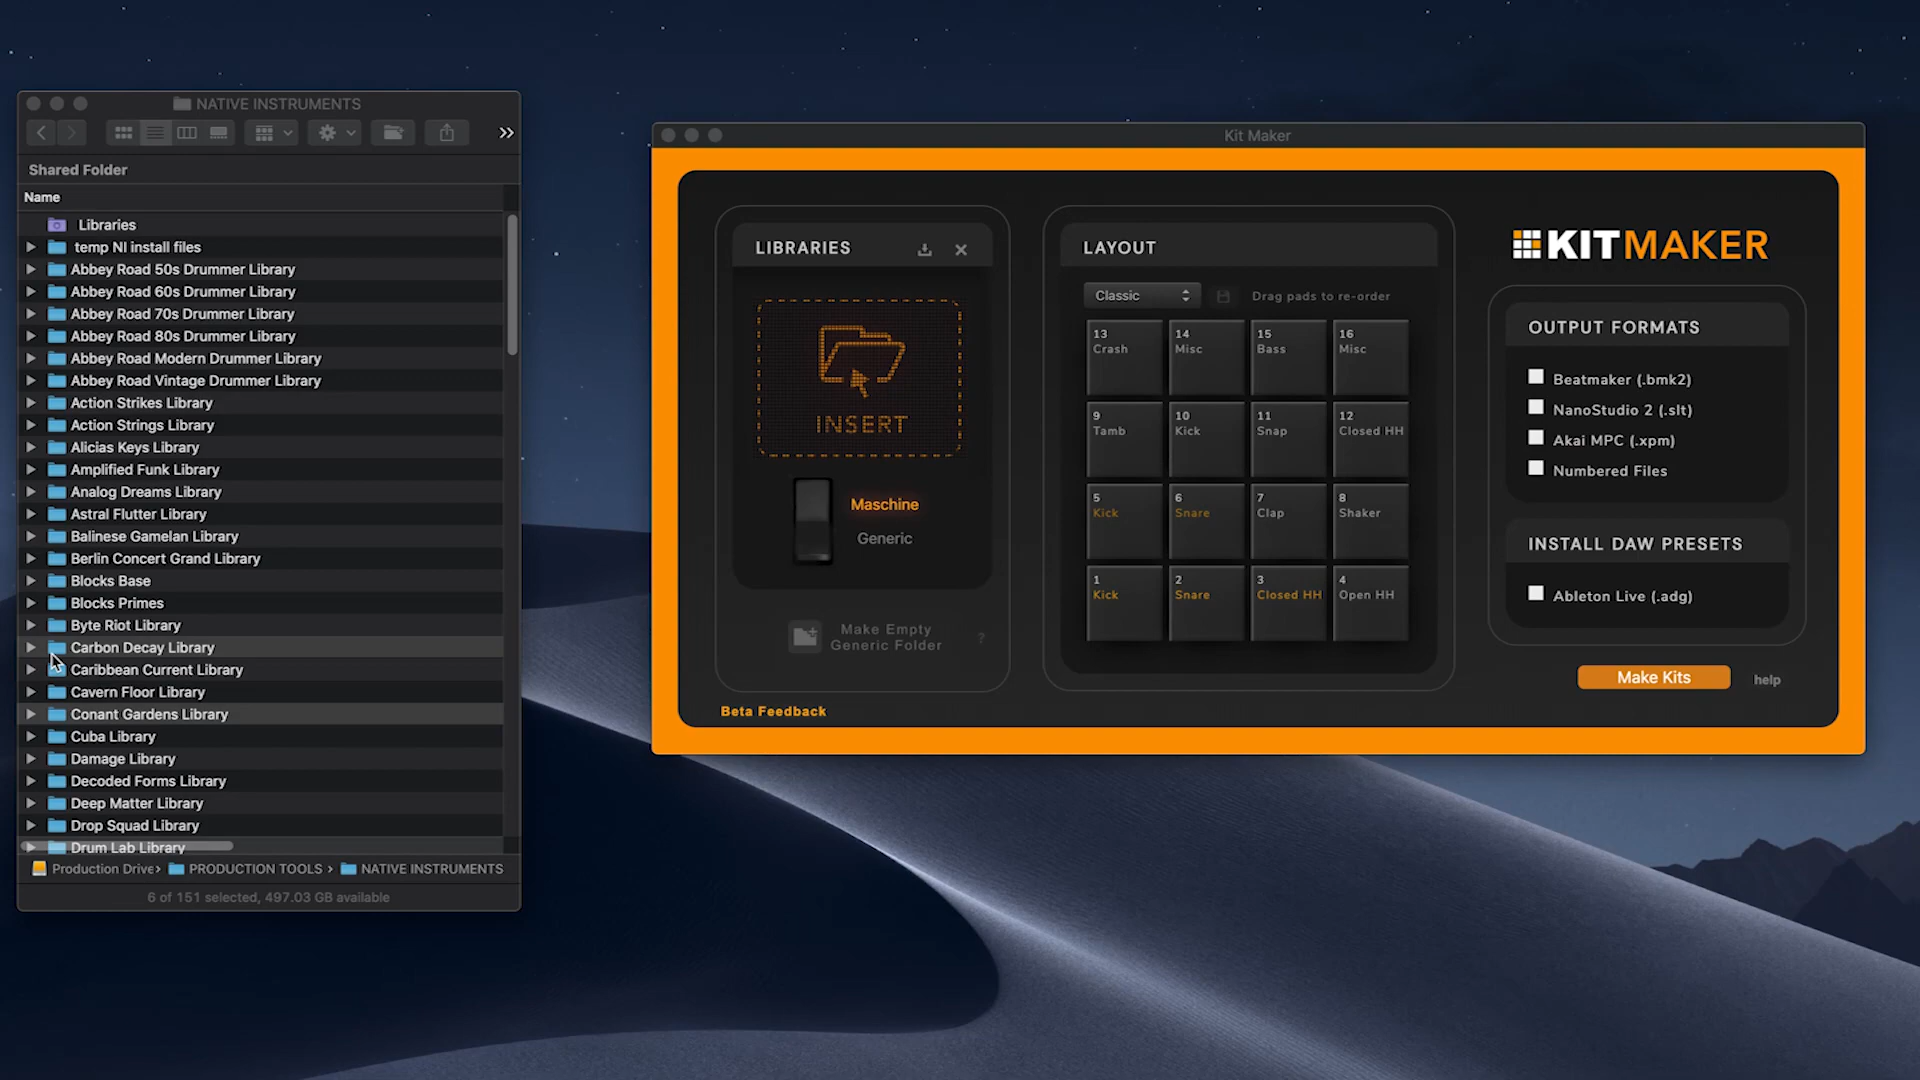 NATIVE INSTRUMENTS
Shared Folder
Name
Libraries
temp NI install files
Abbey Road 50s Drummer Library
Abbey Road 60s Drummer Library
Abbey Road 70s Drummer Library
Abbey Road 80s Drummer Library
Abbey Road Modern Drummer Library
Abbey Road Vintage Drummer Library
Action Strikes Library
Action Strings Library
Alicias Keys Library
Amplified Funk Library
Analog Dreams Library
Astral Flutter Library
Balinese Gamelan Library
Berlin Concert Grand Library
Blocks Base
Blocks Primes
Byte Riot Library
Carbon Decay Library
Caribbean Current Library
Cavern Floor Library
Conant Gardens Library
Cuba Library
Damage Library
Decoded Forms Library
Deep Matter Library
Drop Squad Library
Drum Lab Library
Production Drive › PRODUCTION TOOLS › NATIVE INSTRUMENTS
6 of 151 selected, 497.03 GB available
Kit Maker
LIBRARIES
INSERT
Maschine
Generic
Make Empty
Generic Folder
?
Beta Feedback
LAYOUT
Classic
Drag pads to re-order
13 14 15 16
Crash Misc Bass Misc
9 10 11 12
Tamb Kick Snap Closed HH
5 6 7 8
Kick Snare Clap Shaker
1 2 3 4
Kick Snare Closed HH Open HH
KITMAKER
OUTPUT FORMATS
Beatmaker (.bmk2)
NanoStudio 2 (.slt)
Akai MPC (.xpm)
Numbered Files
INSTALL DAW PRESETS
Ableton Live (.adg)
Make Kits
help